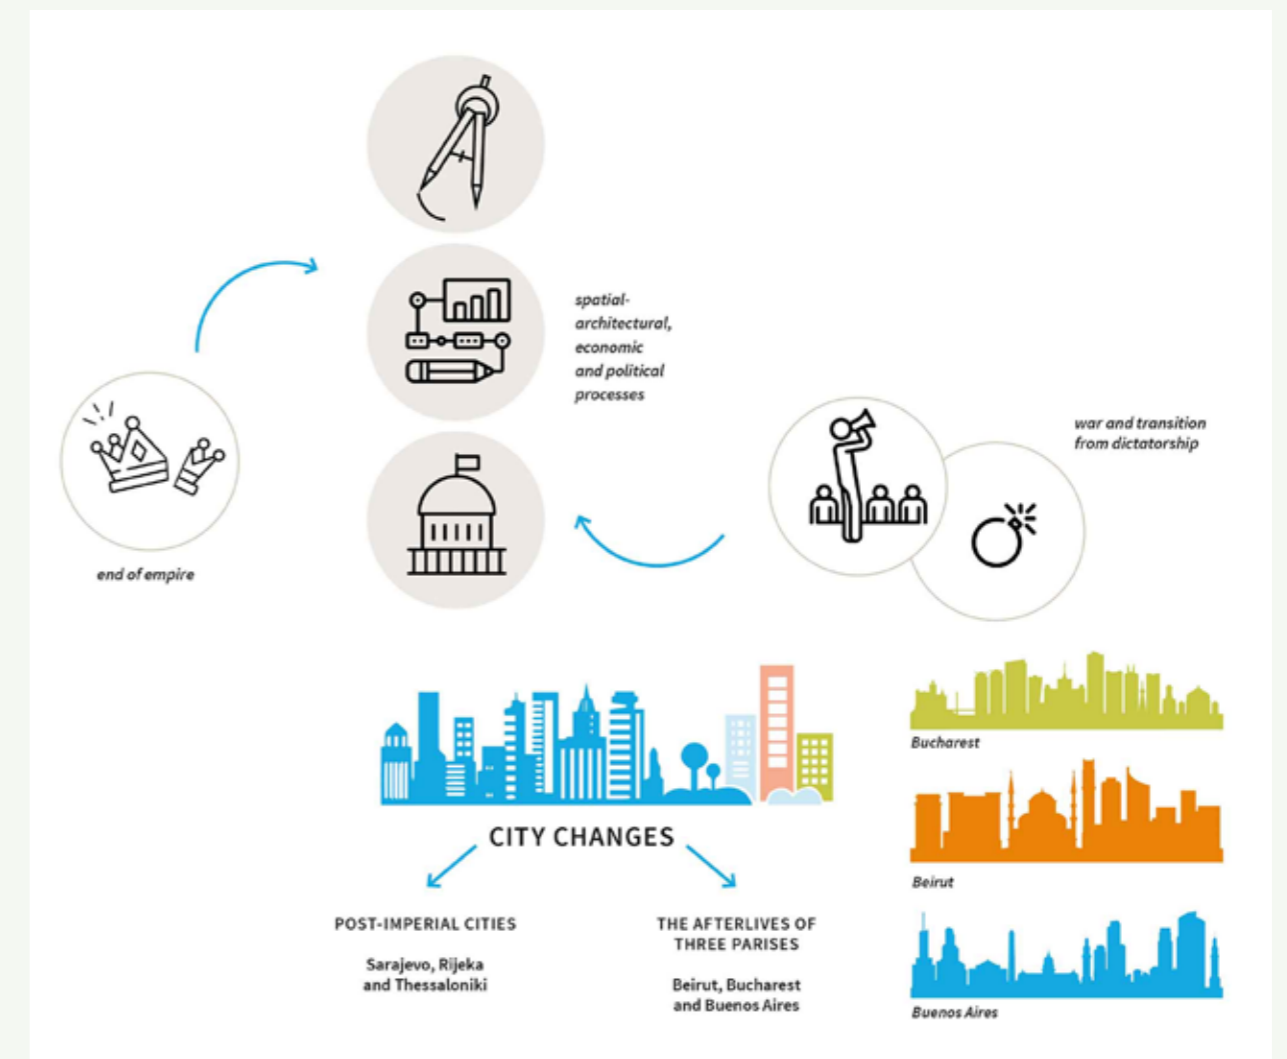 spatial-
architectural,
economic
and political
processes
war and transition
from dictatorship
end of empire
Bucharest
Beirut
Buenos Aires
CITY CHANGES
POST-IMPERIAL CITIES
Sarajevo, Rijeka
and Thessaloniki
THE AFTERLIVES OF
THREE PARISES
Beirut, Bucharest
and Buenos Aires